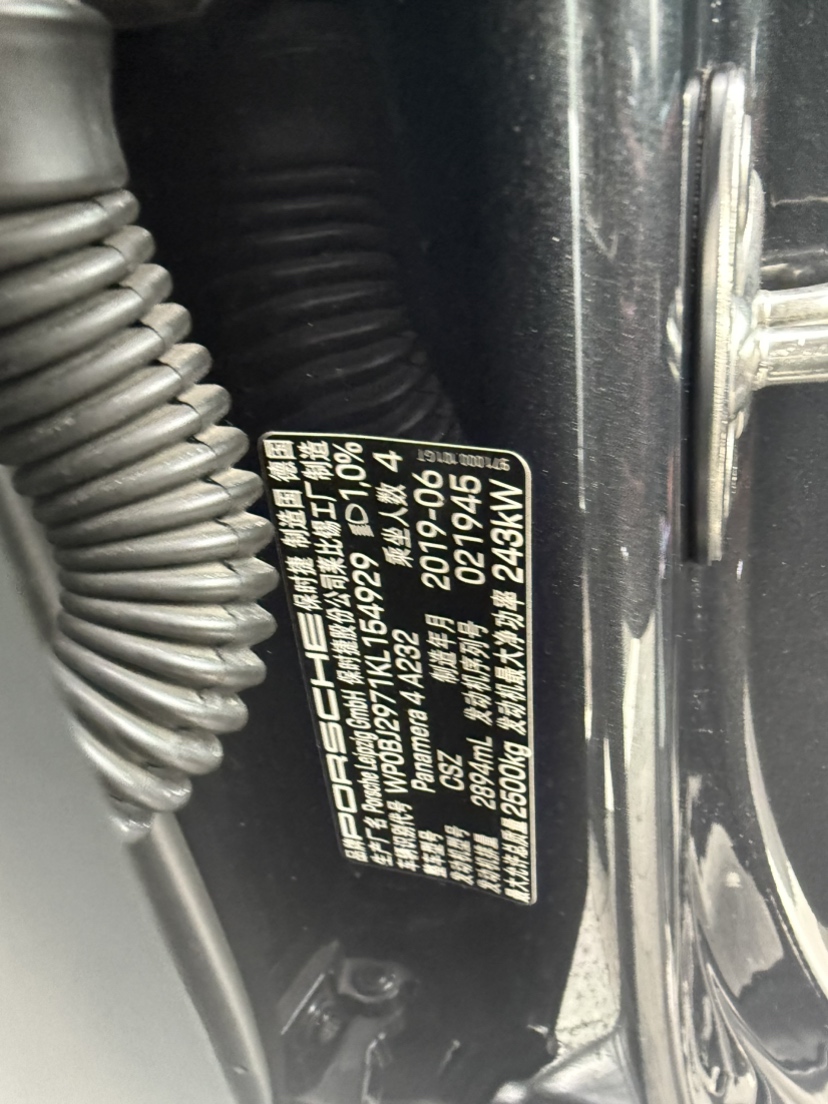 品牌 PORSCHE 保时捷 制造国 德国
生产厂名 Porsche Leipzig GmbH 保时捷股份公司莱比锡工厂 制造
车辆识别代号 WP0BJ2971KL154929 1,0%
整车型号 Panamera 4 A232 乘坐人数 4
发动机型号 CSZ 制造年月 2019-06
发动机排量 2894mL 发动机序列号 021945
最大允许总质量 2500kg 发动机最大净功率 243kW